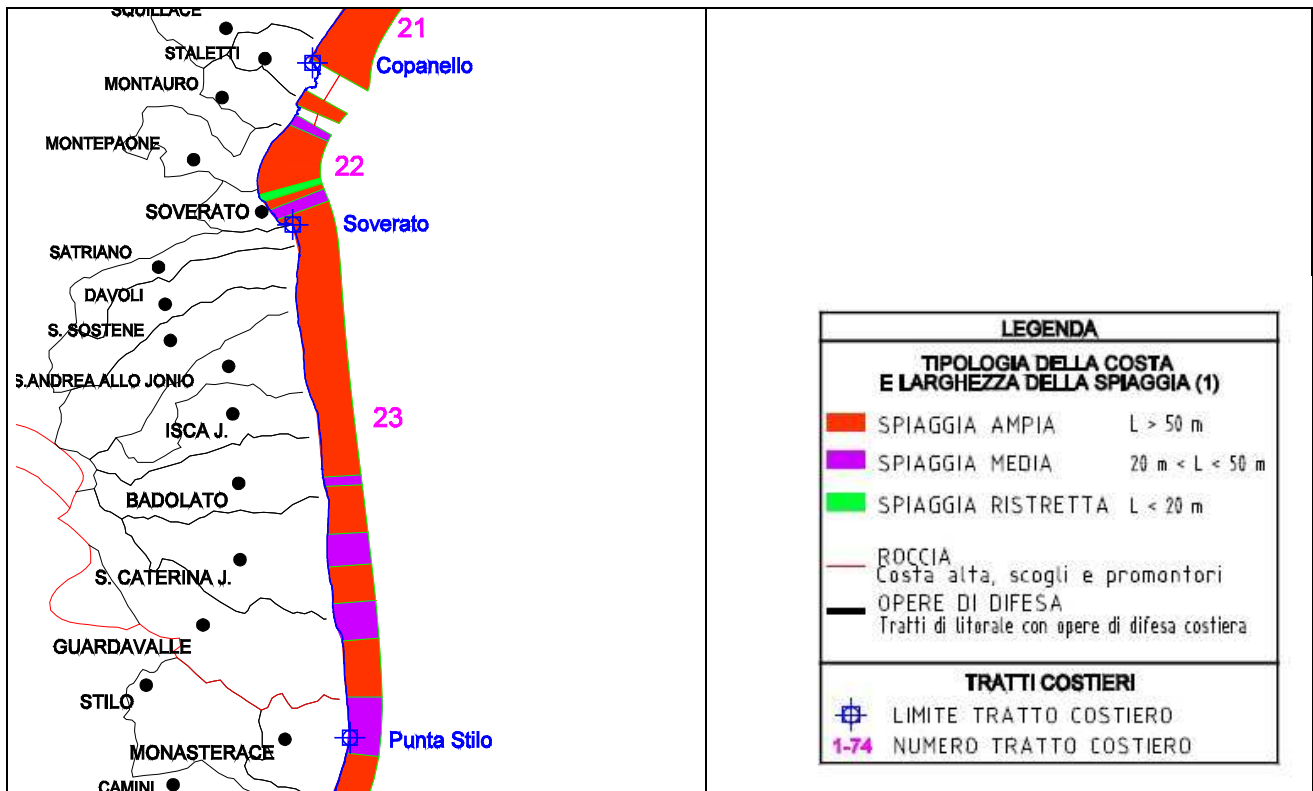 SQUILLACE
21
STALETTI
Copanello
MONTAURO
MONTEPAONE
22
SOVERATO
Soverato
SATRIANO
DAVOLI
S. SOSTENE
S.ANDREA ALLO JONIO
23
ISCA J.
BADOLATO
S. CATERINA J.
GUARDAVALLE
STILO
MONASTERACE
Punta Stilo
CAMINI
LEGENDA
TIPOLOGIA DELLA COSTA
E LARGHEZZA DELLA SPIAGGIA (1)
SPIAGGIA AMPIA L > 50 m
SPIAGGIA MEDIA 20 m < L < 50 m
SPIAGGIA RISTRETTA L < 20 m
ROCCIA
Costa alta, scogli e promontori
OPERE DI DIFESA
Tratti di litorale con opere di difesa costiera
TRATTI COSTIERI
LIMITE TRATTO COSTIERO
1-74 NUMERO TRATTO COSTIERO